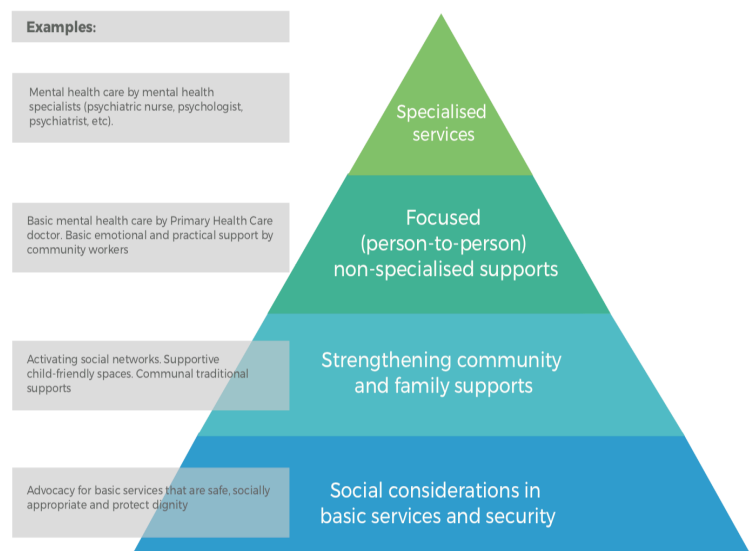 Examples:
Mental health care by mental health
specialists (psychiatric nurse, psychologist,
psychiatrist, etc).
Specialised
services
Basic mental health care by Primary Health Care
doctor. Basic emotional and practical support by
community workers
Focused
(person-to-person)
non-specialised supports
Activating social networks. Supportive
child-friendly spaces. Communal traditional
supports
Strengthening community
and family supports
Advocacy for basic services that are safe, socially
appropriate and protect dignity
Social considerations in
basic services and security